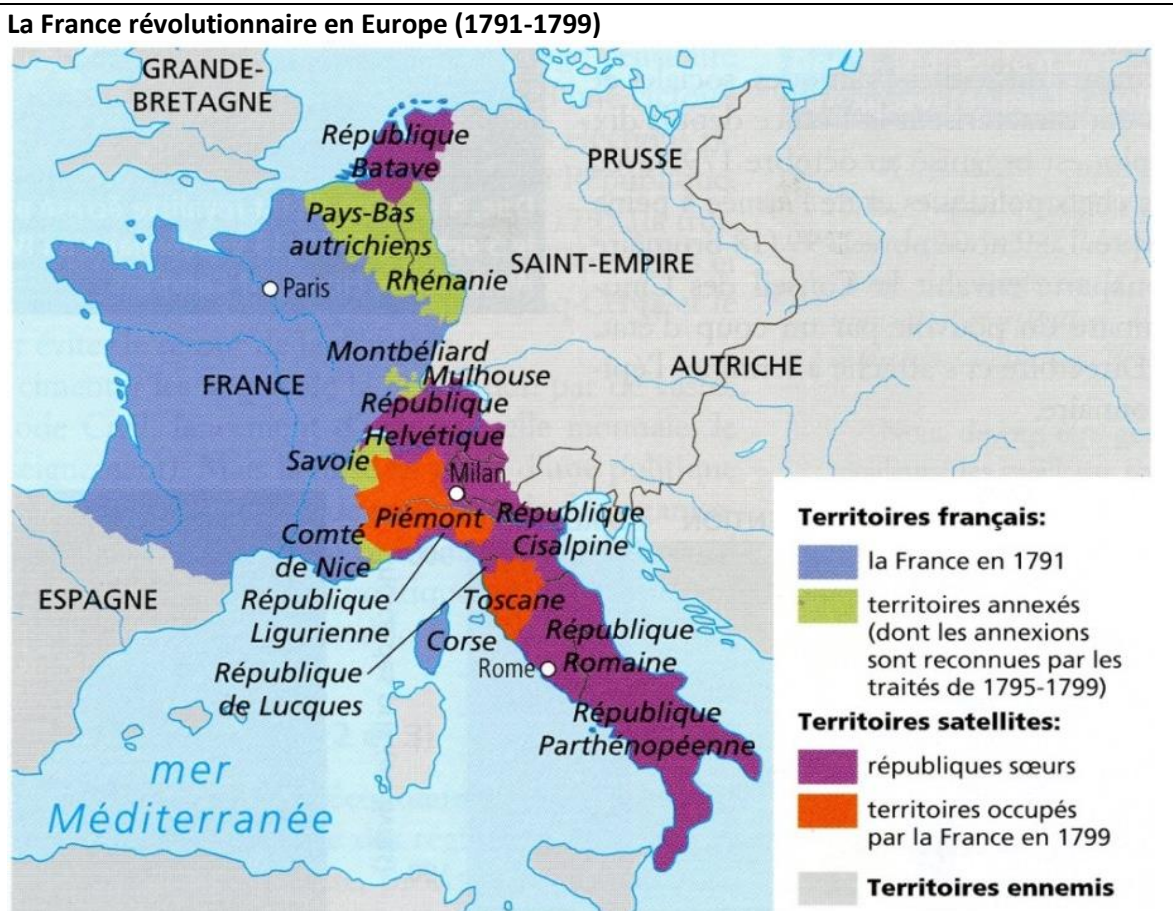 La France révolutionnaire en Europe (1791-1799)
GRANDE-
BRETAGNE
République
Batave
PRUSSE
Pays-Bas
autrichiens
SAINT-EMPIRE
Rhénanie
Paris
Montbéliard
Mulhouse
AUTRICHE
FRANCE
République
Helvétique
Savoie
Milan
Piémont
République
Cisalpine
Comté
de Nice
ESPAGNE
République
Ligurienne
Toscane
Corse
République
Romaine
République
de Lucques
Rome
République
Parthénopéenne
mer
Méditerranée
Territoires français:
la France en 1791
territoires annexés
(dont les annexions
sont reconnues par les
traités de 1795-1799)
Territoires satellites:
républiques sœurs
territoires occupés
par la France en 1799
Territoires ennemis